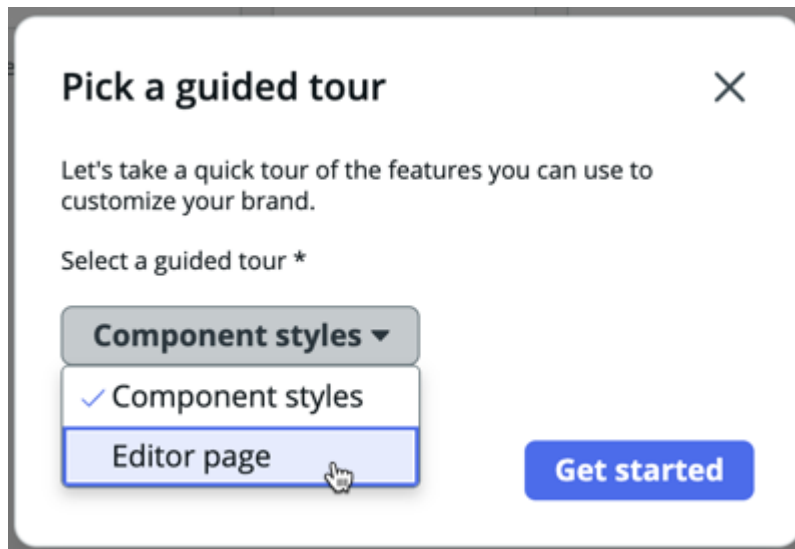 Pick a guided tour
Let's take a quick tour of the features you can use to
customize your brand.
Select a guided tour *
Component styles
Component styles
Editor page
Get started